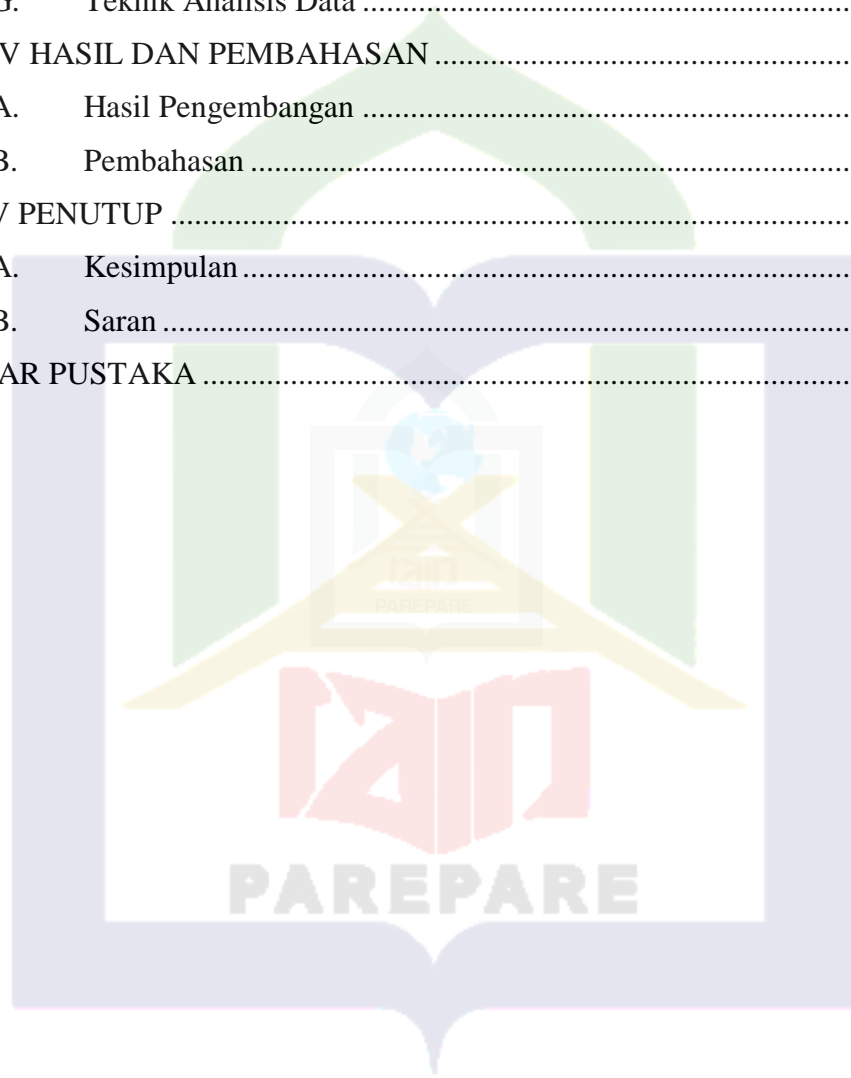 G. Teknik Analisis Data ....................................................................
V HASIL DAN PEMBAHASAN ....................................................
A. Hasil Pengembangan ..............................................................
B. Pembahasan ............................................................................
V PENUTUP ......................................................................................
A. Kesimpulan .............................................................................
B. Saran .......................................................................................
AR PUSTAKA ..................................................................................
PAREPARE
PAREPARE